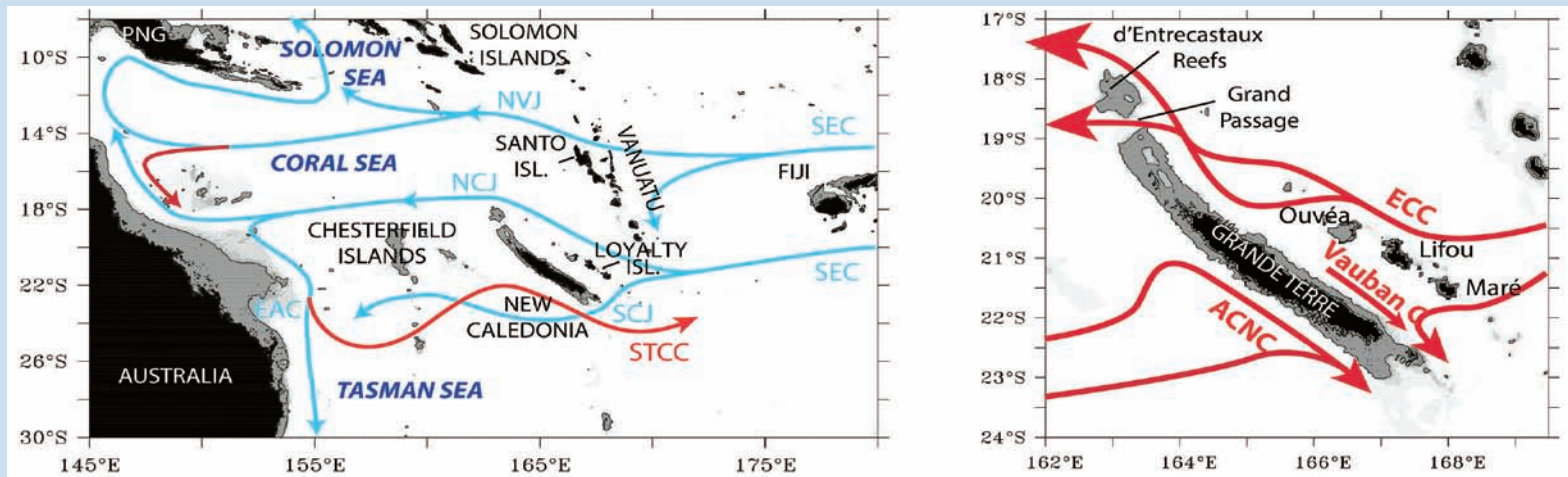 PNG
SOLOMON
SEA
SOLOMON
ISLANDS
NVJ
SEC
SANTO
ISL.
VANUATU
FIJI
CORAL SEA
NCJ
CHESTERFIELD
ISLANDS
LOYALTY
ISL.
SEC
EAC
NEW
CALEDONIA
SCJ
STCC
AUSTRALIA
TASMAN SEA
10°S
14°S
18°S
22°S
26°S
30°S
145°E
155°E
165°E
175°E
17°S
18°S
19°S
20°S
21°S
22°S
23°S
24°S
d'Entrecastaux
Reefs
Grand
Passage
ECC
Ouvéa
Lifou
GRANDE TERRE
Vauban C
Maré
ACNC
100
162°E
164°E
166°E
168°E